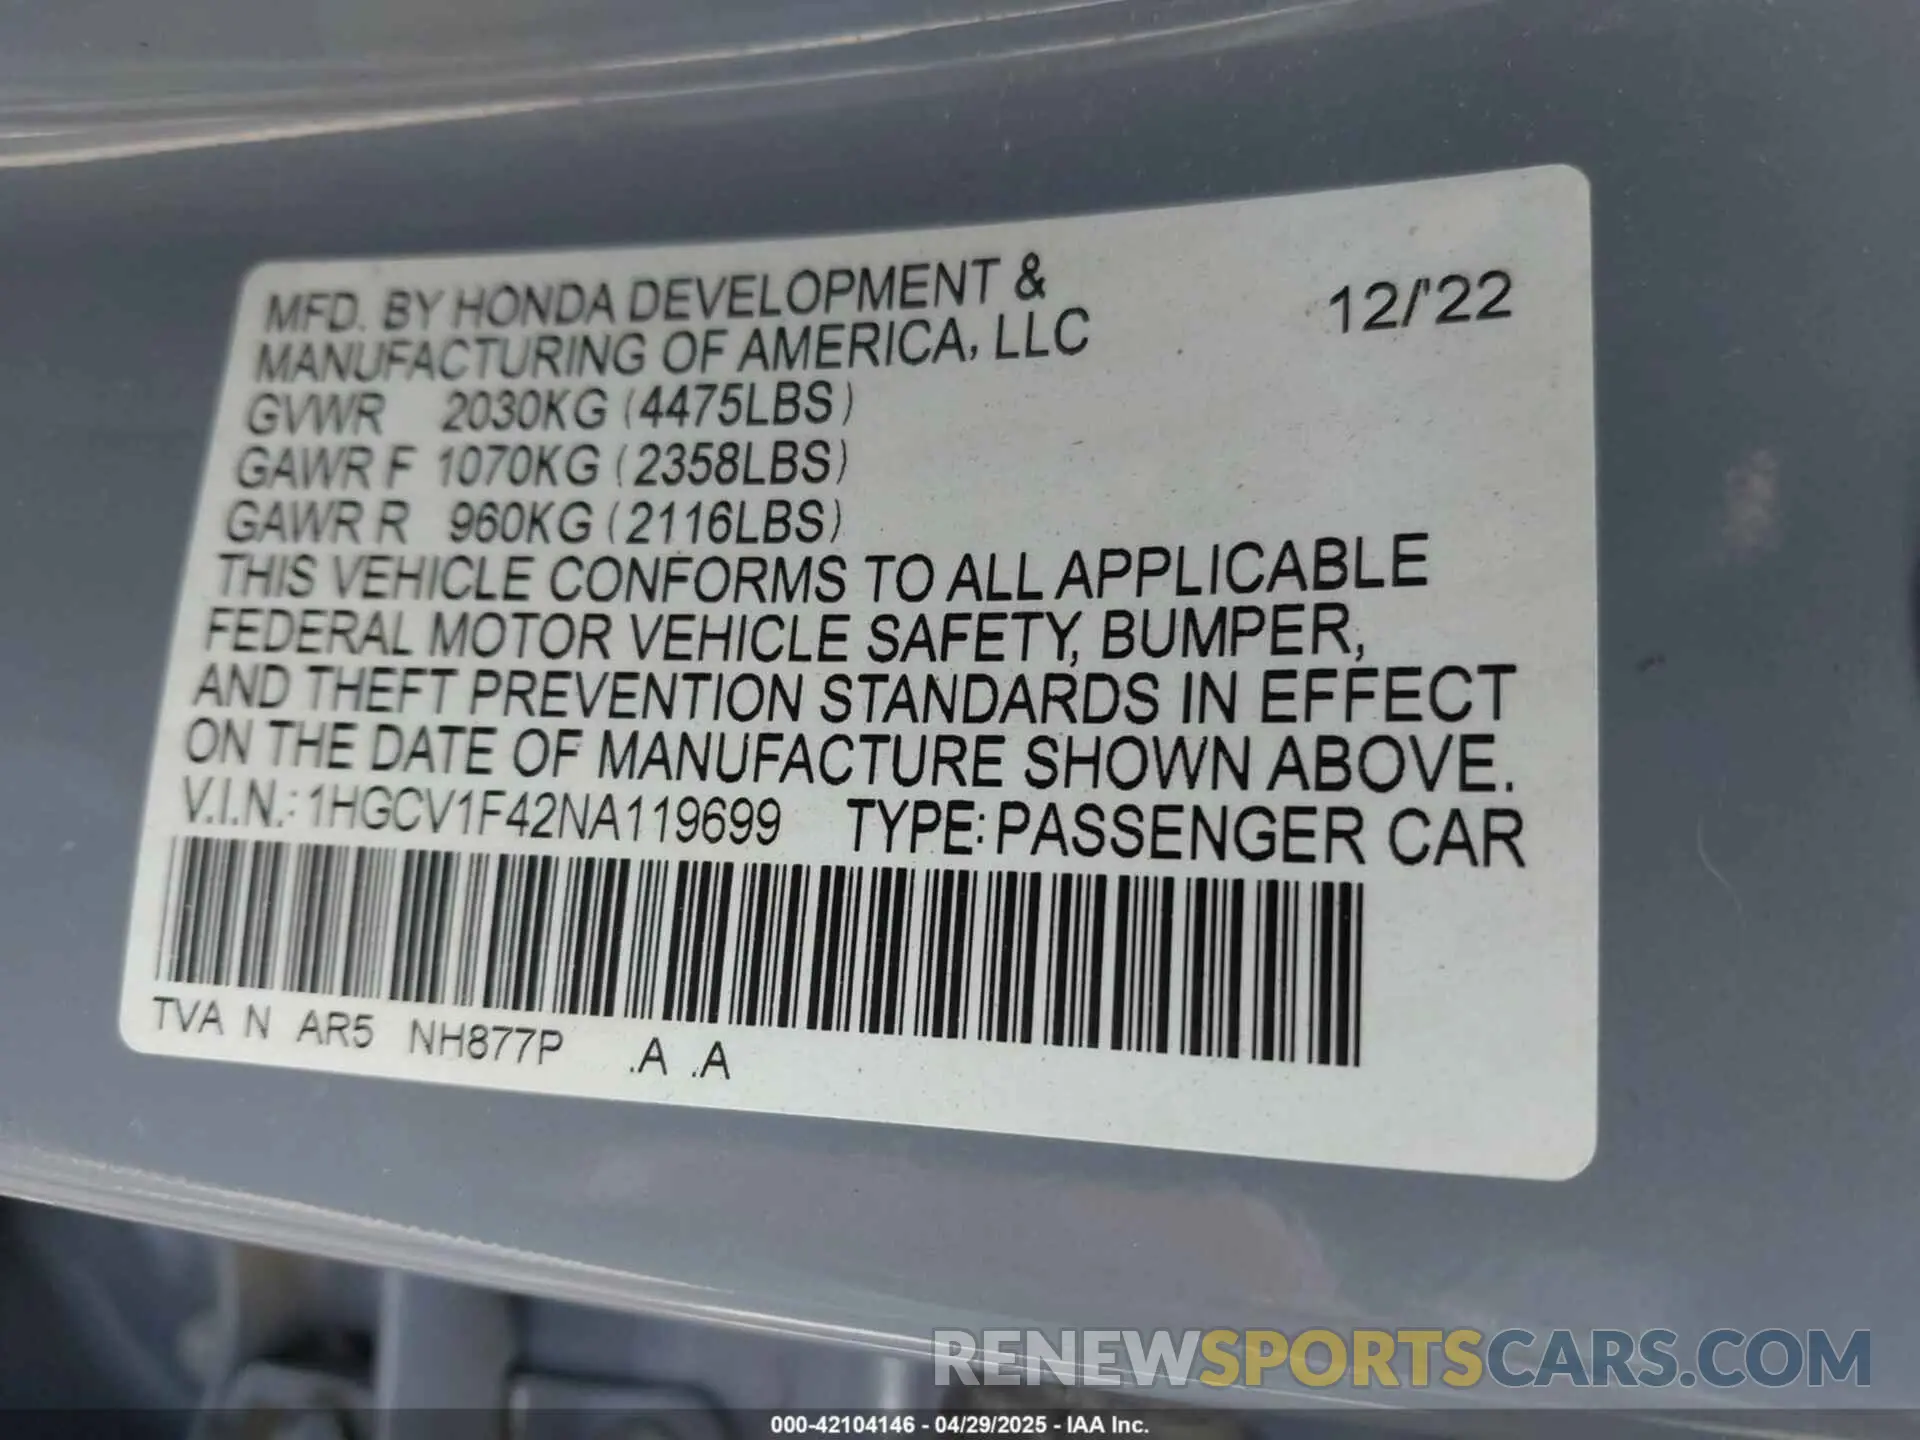 MFD. BY HONDA DEVELOPMENT &
MANUFACTURING OF AMERICA, LLC
12/'22
GVWR 2030KG (4475LBS)
GAWR F 1070KG (2358LBS)
GAWR R 960KG (2116LBS)
THIS VEHICLE CONFORMS TO ALL APPLICABLE
FEDERAL MOTOR VEHICLE SAFETY, BUMPER,
AND THEFT PREVENTION STANDARDS IN EFFECT
ON THE DATE OF MANUFACTURE SHOWN ABOVE.
V.I.N.: 1HGCV1F42NA119699 TYPE: PASSENGER CAR
TVA N AR5 NH877P .A .A
RENEWSPORTSCARS.COM
000-42104146 - 04/29/2025 - IAA Inc.